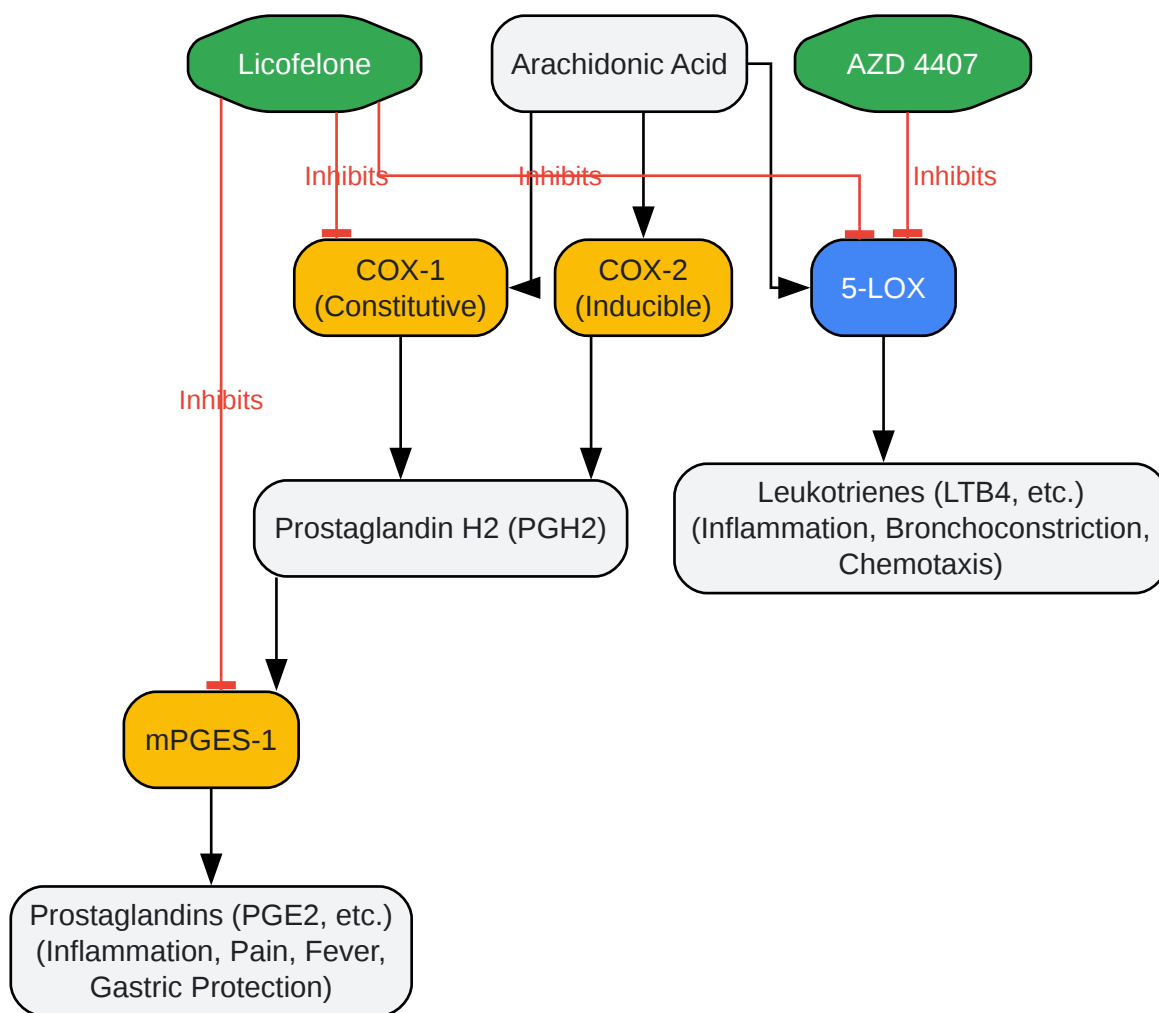 Licofelone
Arachidonic Acid
AZD 4407
Inhibits
Inhibits
Inhibits
COX-1
(Constitutive)
COX-2
(Inducible)
5-LOX
Inhibits
Prostaglandin H2 (PGH2)
Leukotrienes (LTB4, etc.)
(Inflammation, Bronchoconstriction,
Chemotaxis)
mPGES-1
Prostaglandins (PGE2, etc.)
(Inflammation, Pain, Fever,
Gastric Protection)